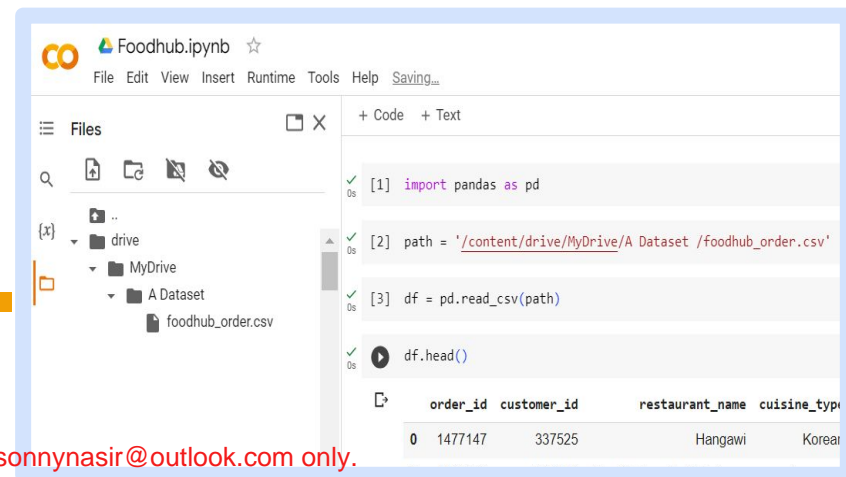 CO Foodhub.ipynb
File Edit View Insert Runtime Tools Help Saving...
Files
+ Code + Text
{x}
..
drive
MyDrive
A Dataset
foodhub_order.csv
0s [1] import pandas as pd
0s [2] path = '/content/drive/MyDrive/A Dataset /foodhub_order.csv'
0s [3] df = pd.read_csv(path)
0s df.head()
order_id customer_id restaurant_name cuisine_type
0 1477147 337525 Hangawi Korean
sonnynasir@outlook.com only.